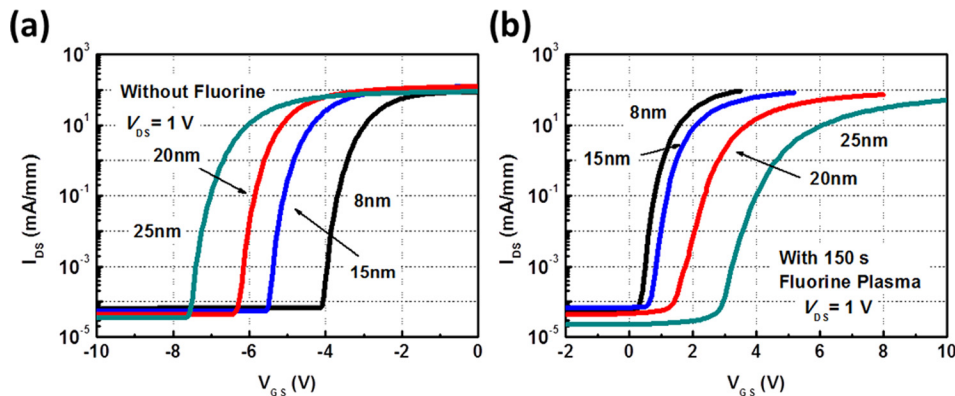 (a)
10³
10¹
10⁻¹
10⁻³
10⁻⁵
I_DS (mA/mm)
Without Fluorine
V_DS = 1 V
20nm
25nm
8nm
15nm
-10 -8 -6 -4 -2 0
V_GS (V)
(b)
10³
10¹
10⁻¹
10⁻³
10⁻⁵
I_DS (mA/mm)
8nm
15nm
25nm
20nm
With 150 s
Fluorine Plasma
V_DS = 1 V
-2 0 2 4 6 8 10
V_GS (V)